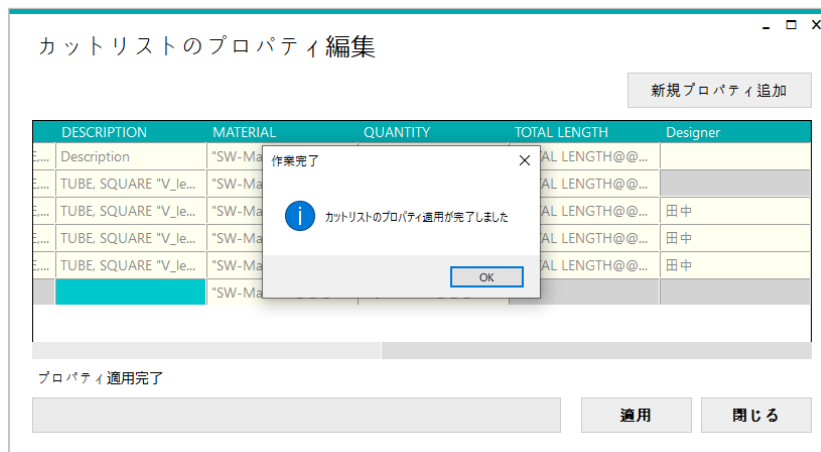 カットリストのプロパティ編集
新規プロパティ追加
DESCRIPTION MATERIAL QUANTITY TOTAL LENGTH Designer
E,... Description "SW-Ma AL LENGTH@@...
E,... TUBE, SQUARE "V_le... "SW-Ma AL LENGTH@@...
E,... TUBE, SQUARE "V_le... "SW-Ma AL LENGTH@@... 田中
E,... TUBE, SQUARE "V_le... "SW-Ma AL LENGTH@@... 田中
E,... TUBE, SQUARE "V_le... "SW-Ma AL LENGTH@@... 田中
"SW-Ma
作業完了
カットリストのプロパティ適用が完了しました
OK
プロパティ適用完了
適用 閉じる